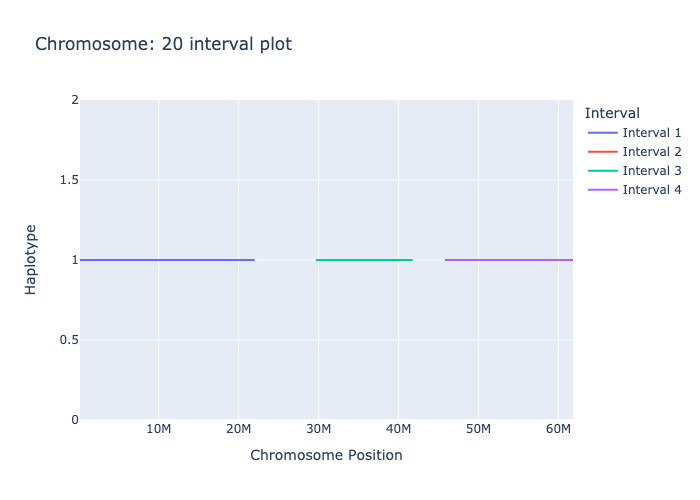 Chromosome: 20 interval plot
Interval
Interval 1
Interval 2
Interval 3
Interval 4
2
1.5
1
0.5
0
Haplotype
10M 20M 30M 40M 50M 60M
Chromosome Position